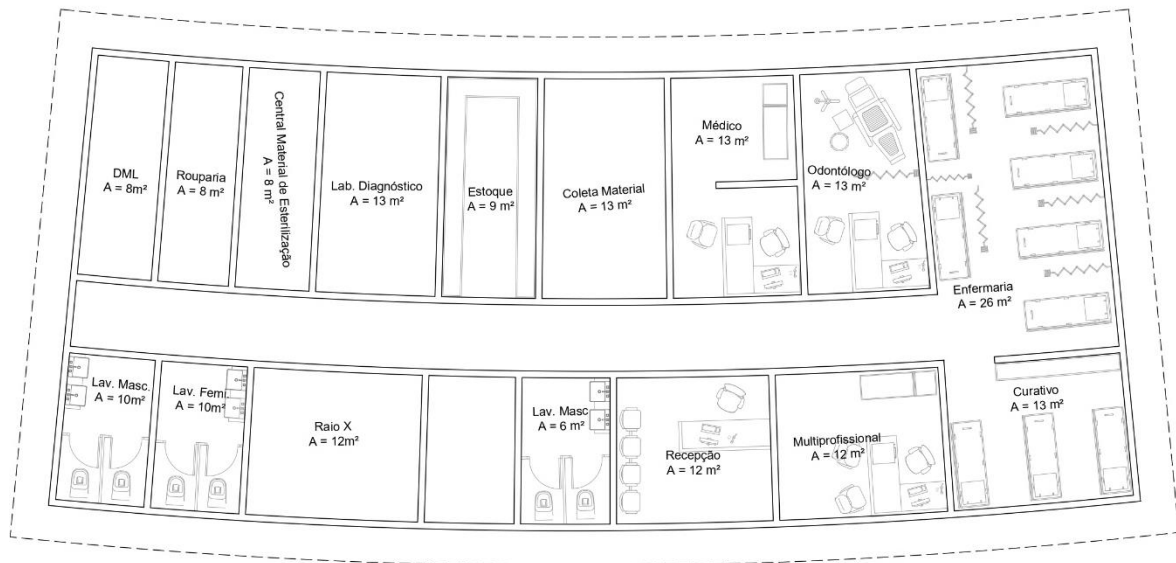 DML
A = 8m²
Rouparia
A = 8 m²
Central Material de Esterilização
A = 8 m²
Lab. Diagnóstico
A = 13 m²
Estoque
A = 9 m²
Coleta Material
A = 13 m²
Médico
A = 13 m²
Odontólogo
A = 13 m²
Enfermaria
A = 26 m²
Lav. Masc.
A = 10m²
Lav. Femi.
A = 10m²
Raio X
A = 12m²
Lav. Masc
A = 6 m²
Recepção
A = 12 m²
Multiprofissional
A = 12 m²
Curativo
A = 13 m²